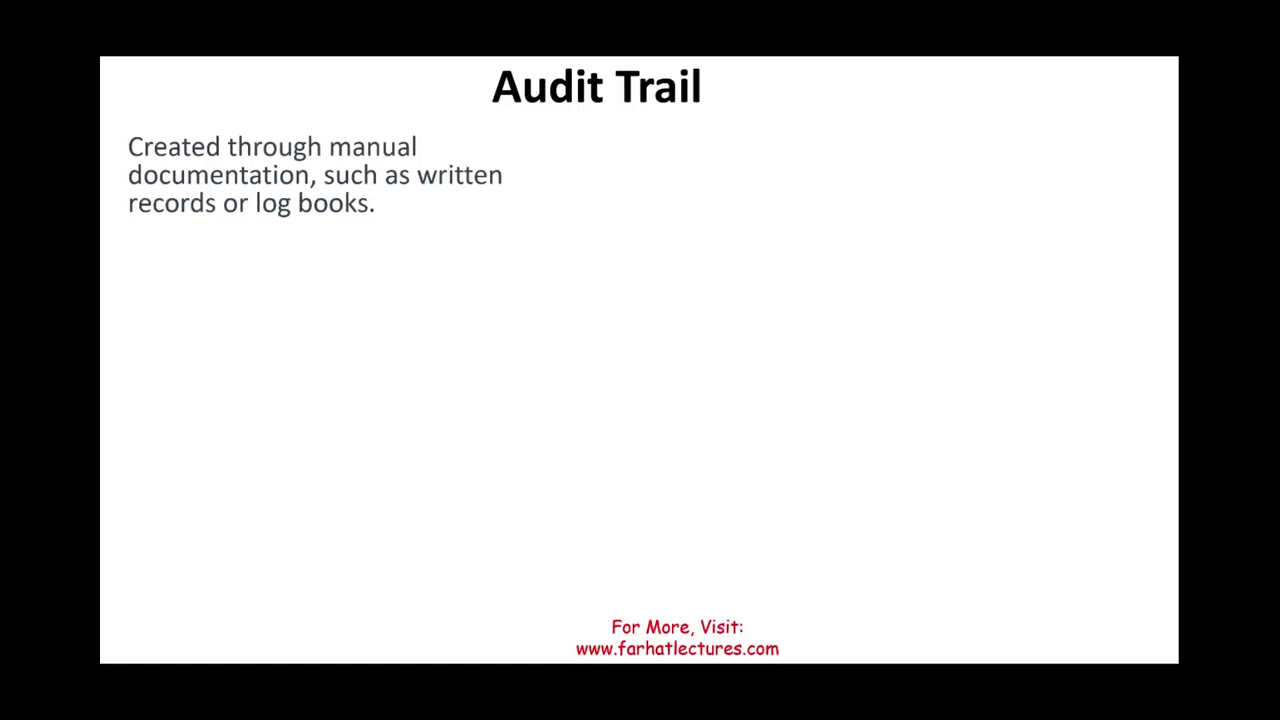 Audit Trail
Created through manual
documentation, such as written
records or log books.
For More, Visit:
www.farhatlectures.com